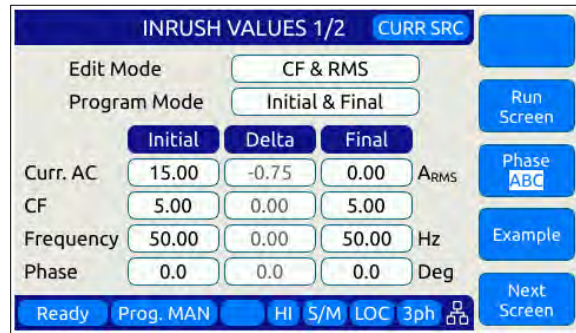 INRUSH VALUES 1/2 CURR SRC
Edit Mode CF & RMS
Program Mode Initial & Final
Run
Screen
Initial Delta Final
Phase
ABC
Curr. AC 15.00 -0.75 0.00 ARMS
CF 5.00 0.00 5.00
Frequency 50.00 0.00 50.00 Hz
Example
Phase 0.0 0.0 0.0 Deg
Next
Screen
Ready Prog. MAN HI S/M LOC 3ph